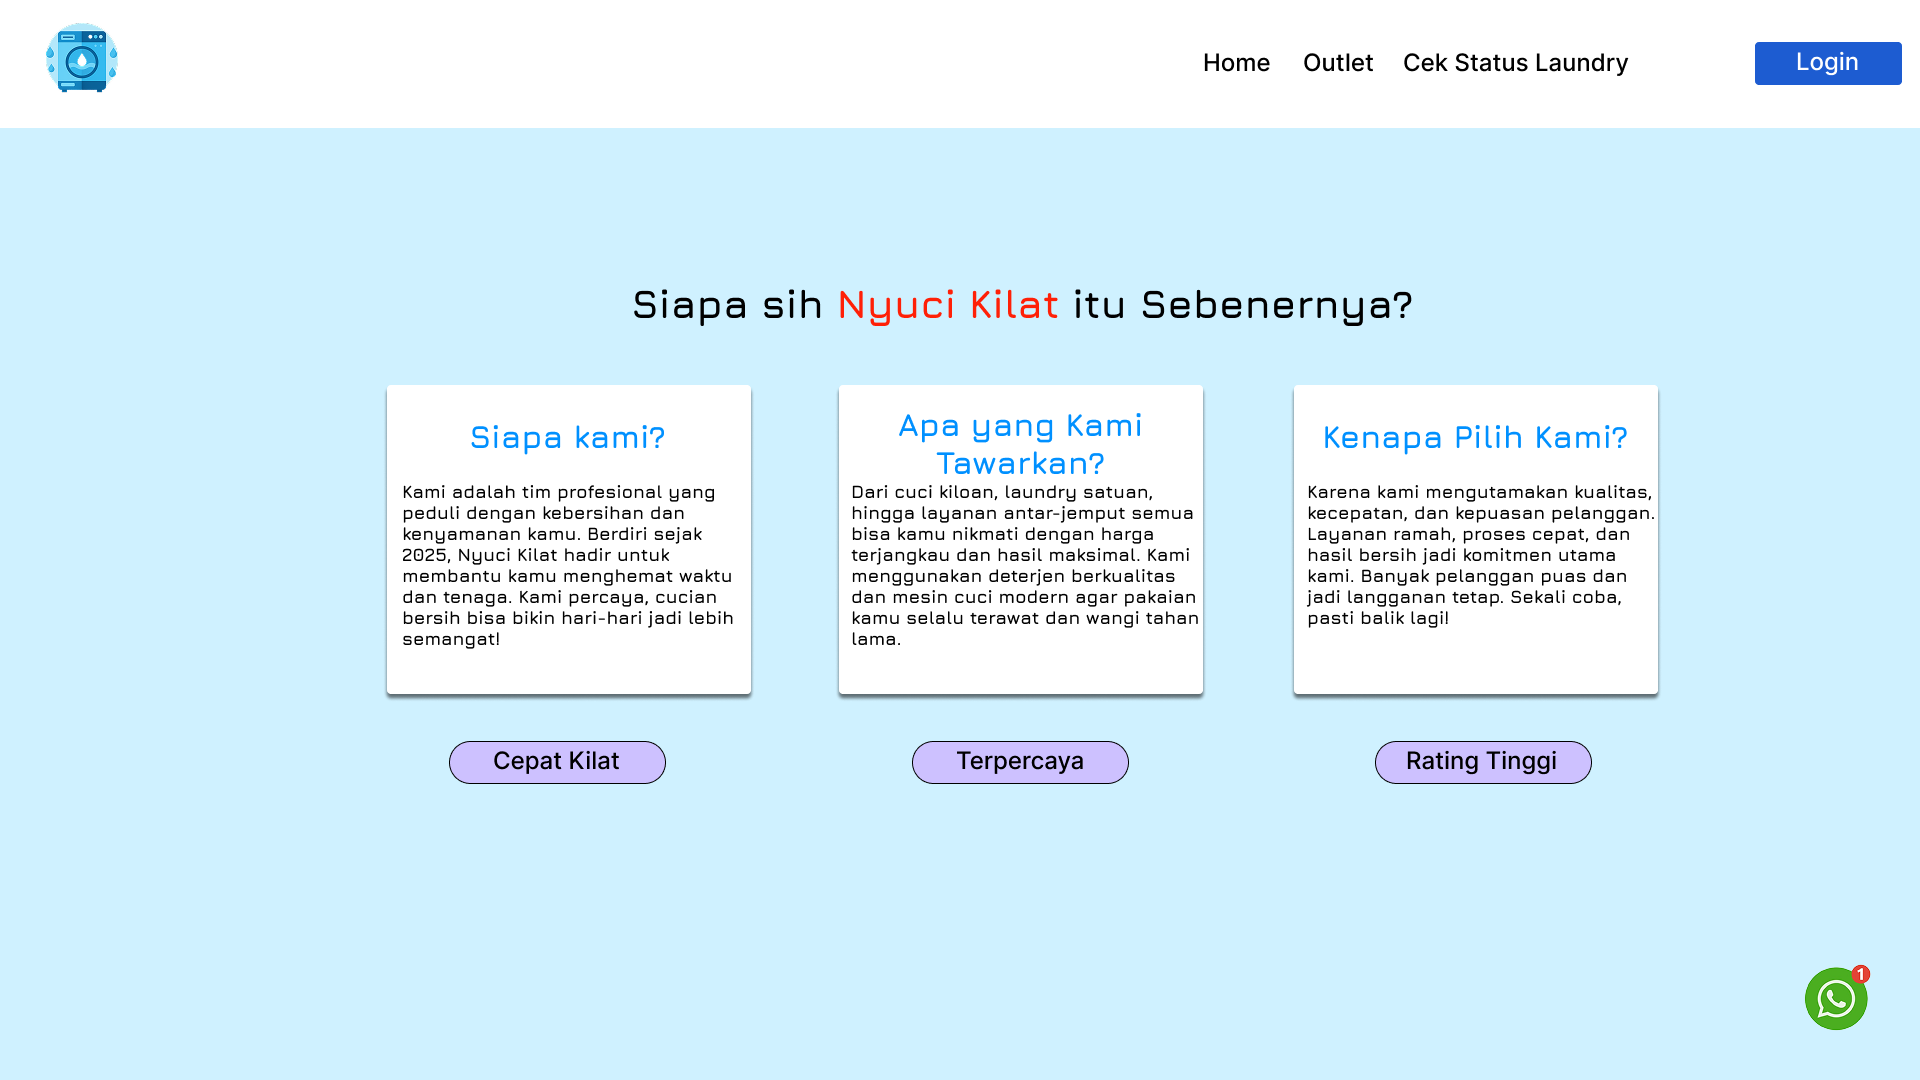 Home Outlet Cek Status Laundry Login
Siapa sih Nyuci Kilat itu Sebenernya?
Siapa kami?
Kami adalah tim profesional yang
peduli dengan kebersihan dan
kenyamanan kamu. Berdiri sejak
2025, Nyuci Kilat hadir untuk
membantu kamu menghemat waktu
dan tenaga. Kami percaya, cucian
bersih bisa bikin hari-hari jadi lebih
semangat!
Apa yang Kami
Tawarkan?
Dari cuci kiloan, laundry satuan,
hingga layanan antar-jemput semua
bisa kamu nikmati dengan harga
terjangkau dan hasil maksimal. Kami
menggunakan deterjen berkualitas
dan mesin cuci modern agar pakaian
kamu selalu terawat dan wangi tahan
lama.
Kenapa Pilih Kami?
Karena kami mengutamakan kualitas,
kecepatan, dan kepuasan pelanggan.
Layanan ramah, proses cepat, dan
hasil bersih jadi komitmen utama
kami. Banyak pelanggan puas dan
jadi langganan tetap. Sekali coba,
pasti balik lagi!
Cepat Kilat
Terpercaya
Rating Tinggi
1